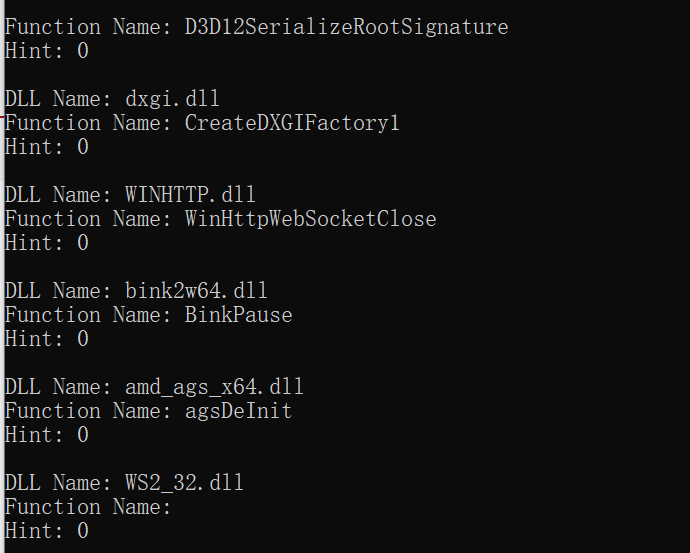 Function Name: D3D12SerializeRootSignature
Hint: 0
DLL Name: dxgi.dll
Function Name: CreateDXGIFactory1
Hint: 0
DLL Name: WINHTTP.dll
Function Name: WinHttpWebSocketClose
Hint: 0
DLL Name: bink2w64.dll
Function Name: BinkPause
Hint: 0
DLL Name: amd_ags_x64.dll
Function Name: agsDeInit
Hint: 0
DLL Name: WS2_32.dll
Function Name:
Hint: 0